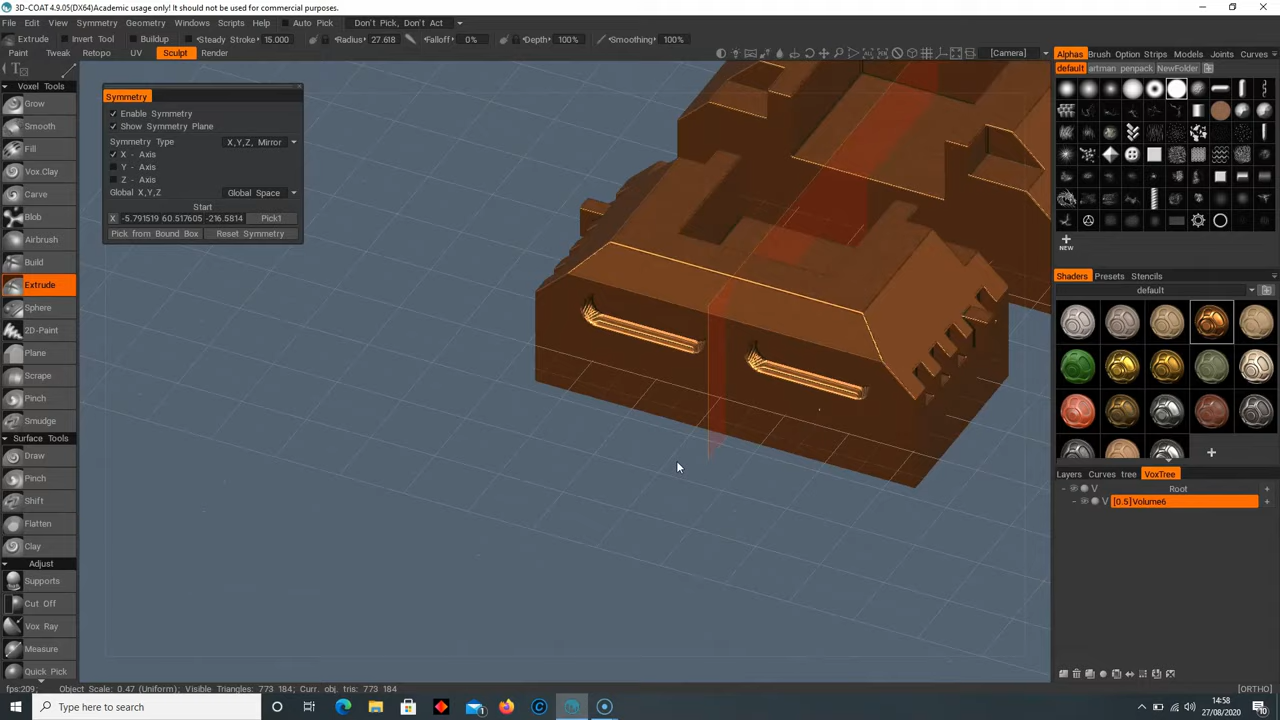 3D-COAT 4.9.05(DX64)Academic usage only! It should not be used for commercial purposes.
File Edit View Symmetry Geometry Windows Scripts Help Auto Pick Don't Pick, Don't Act
Extrude Invert Tool Buildup Steady Stroke 15.000 Radius 27.618 Falloff 0% Depth 100% Smoothing 100%
Paint Tweak Retopo UV Sculpt Render [Camera]
Alphas Brush Option Strips Models Joints Curves
default artman penpack NewFolder
Voxel Tools
Grow
Smooth
Fill
Vox.Clay
Carve
Blob
Airbrush
Build
Extrude
Sphere
2D-Paint
Plane
Scrape
Pinch
Smudge
Surface Tools
Draw
Pinch
Shift
Flatten
Clay
Adjust
Supports
Cut Off
Vox Ray
Measure
Quick Pick
Symmetry
Enable Symmetry
Show Symmetry Plane
Symmetry Type X,Y,Z, Mirror
X - Axis
Y - Axis
Z - Axis
Global X,Y,Z Global Space
Start
X -5.791519 60.517605 -216.5814 Pick1
Pick from Bound Box Reset Symmetry
NEW
Shaders Presets Stencils
default
Layers Curves tree VoxTree
V Root
V [0.5]Volume6
fps:209; Object Scale: 0.47 (Uniform); Visible Triangles: 773 184; Curr. obj. tris: 773 184 [ORTHO]
Type here to search
14:58
27/08/2020